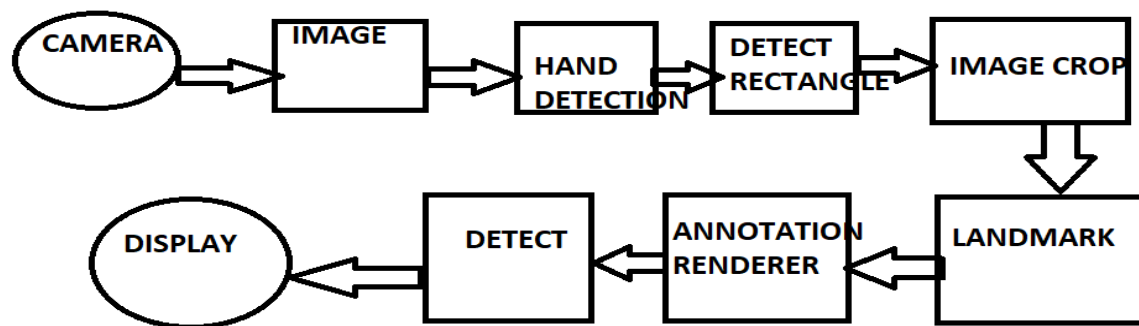 CAMERA
IMAGE
HAND
DETECTION
DETECT
RECTANGLE
IMAGE CROP
LANDMARK
ANNOTATION
RENDERER
DETECT
DISPLAY